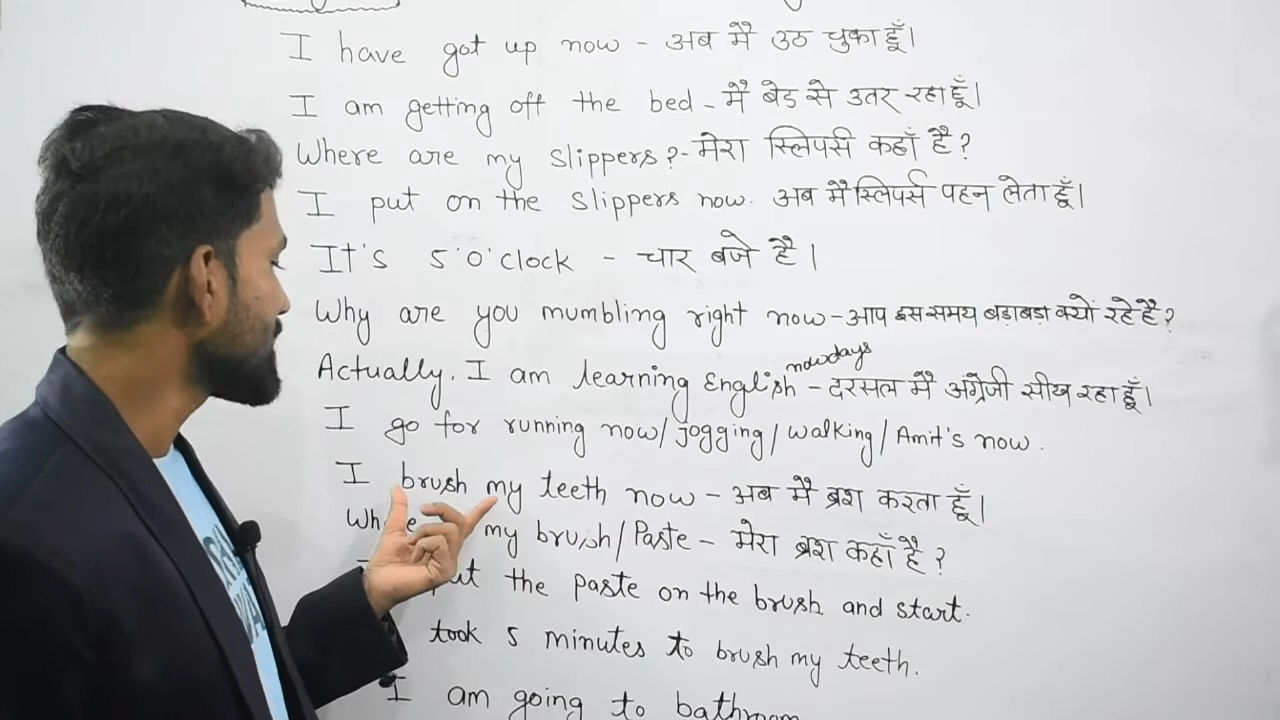 I have got up now - अब मैं उठ चुका हूँ।
I am getting off the bed - मैं बेड से उतर रहा हूँ।
Where are my slippers? - मेरा स्लिपर्स कहाँ है?
I put on the slippers now. अब मैं स्लिपर्स पहन लेता हूँ।
It's 5'O'clock - चार बजे है।
Why are you mumbling right now - आप इस समय बड़ाबड़ा क्यों रहे हैं?
Actually, I am learning English nowdays - दरसल मैं अंग्रेजी सीख रहा हूँ।
I go for running now/jogging/walking/Amit's now.
I brush my teeth now - अब मैं ब्रश करता हूँ।
my brush/Paste - मेरा ब्रश कहाँ है?
put the paste on the brush and start.
took 5 minutes to brush my teeth.
I am going to bathroom